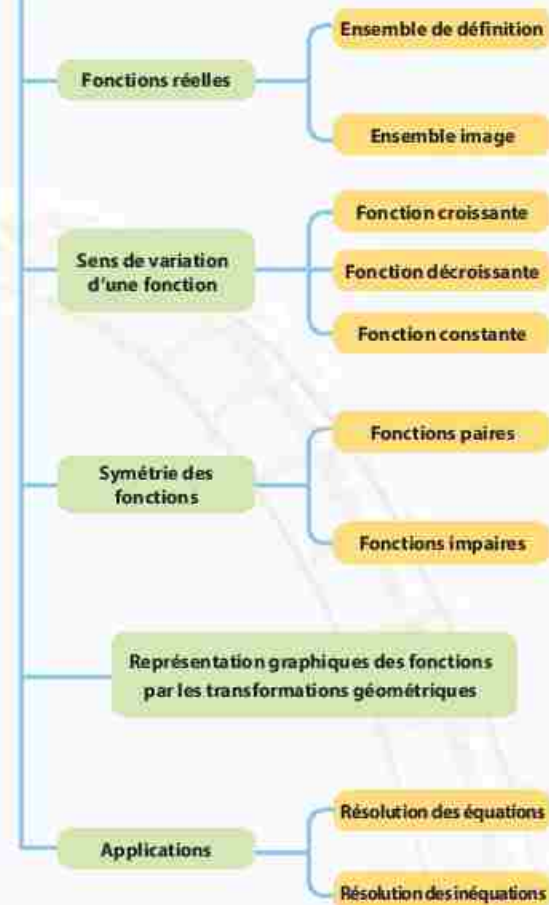 Fonctions réelles
Ensemble de définition
Ensemble image
Sens de variation
d'une fonction
Fonction croissante
Fonction décroissante
Fonction constante
Symétrie des
fonctions
Fonctions paires
Fonctions impaires
Représentation graphiques des fonctions
par les transformations géométriques
Applications
Résolution des équations
Résolution des inéquations